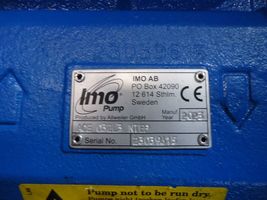 imo
Pump
Produced by Allweiler GmbH
IMO AB
PO Box 42090
12 614 Sthlm.
Sweden
CE
Manuf
Year
2023
Serial No.
Pump not to be run dry.